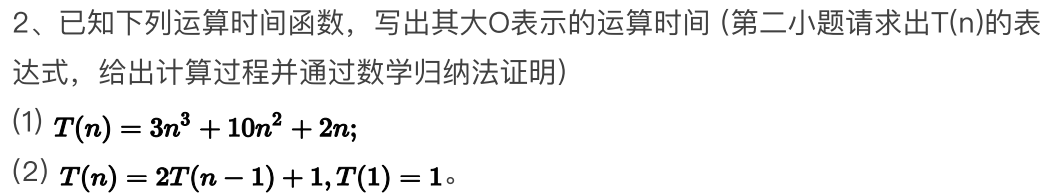 2、已知下列运算时间函数，写出其大O表示的运算时间 (第二小题请求出T(n)的表
达式，给出计算过程并通过数学归纳法证明)
(1) T(n) = 3n³ + 10n² + 2n;
(2) T(n) = 2T(n − 1) + 1, T(1) = 1。